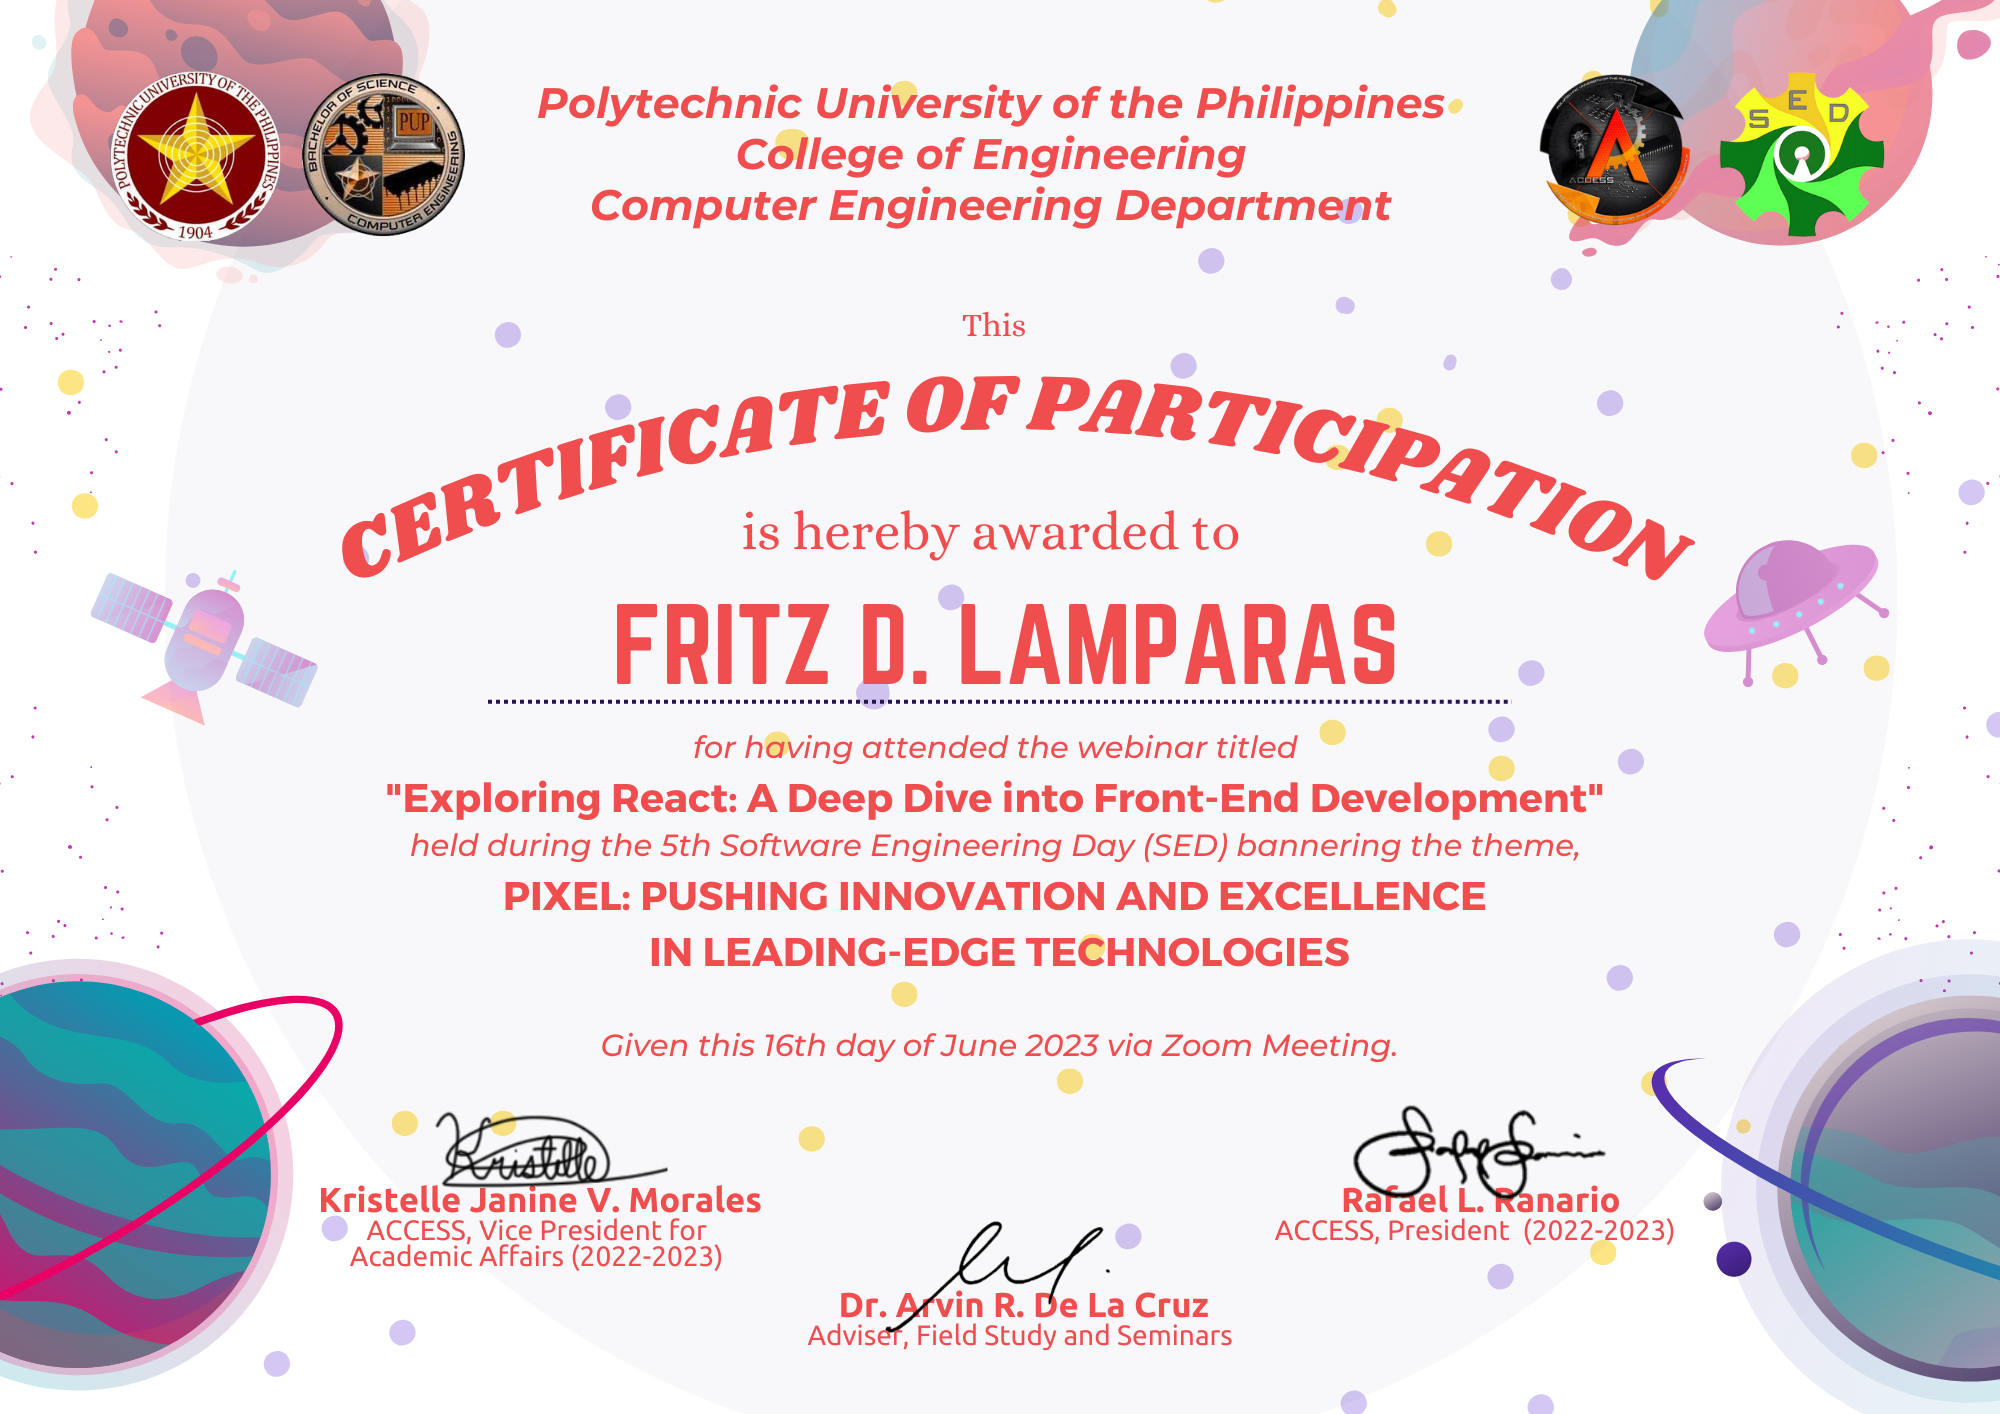 POLYTECHNIC UNIVERSITY OF THE PHILIPPINES
1904
BACHELOR OF SCIENCE
PUP
COMPUTER ENGINEERING
Polytechnic University of the Philippines
College of Engineering
Computer Engineering Department
ACCESS
S E D
This
CERTIFICATE OF PARTICIPATION
is hereby awarded to
FRITZ D. LAMPARAS
for having attended the webinar titled
"Exploring React: A Deep Dive into Front-End Development"
held during the 5th Software Engineering Day (SED) bannering the theme,
PIXEL: PUSHING INNOVATION AND EXCELLENCE
IN LEADING-EDGE TECHNOLOGIES
Given this 16th day of June 2023 via Zoom Meeting.
Kristelle
Kristelle Janine V. Morales
ACCESS, Vice President for
Academic Affairs (2022-2023)
Rafael L. Ranario
ACCESS, President (2022-2023)
Dr. Arvin R. De La Cruz
Adviser, Field Study and Seminars